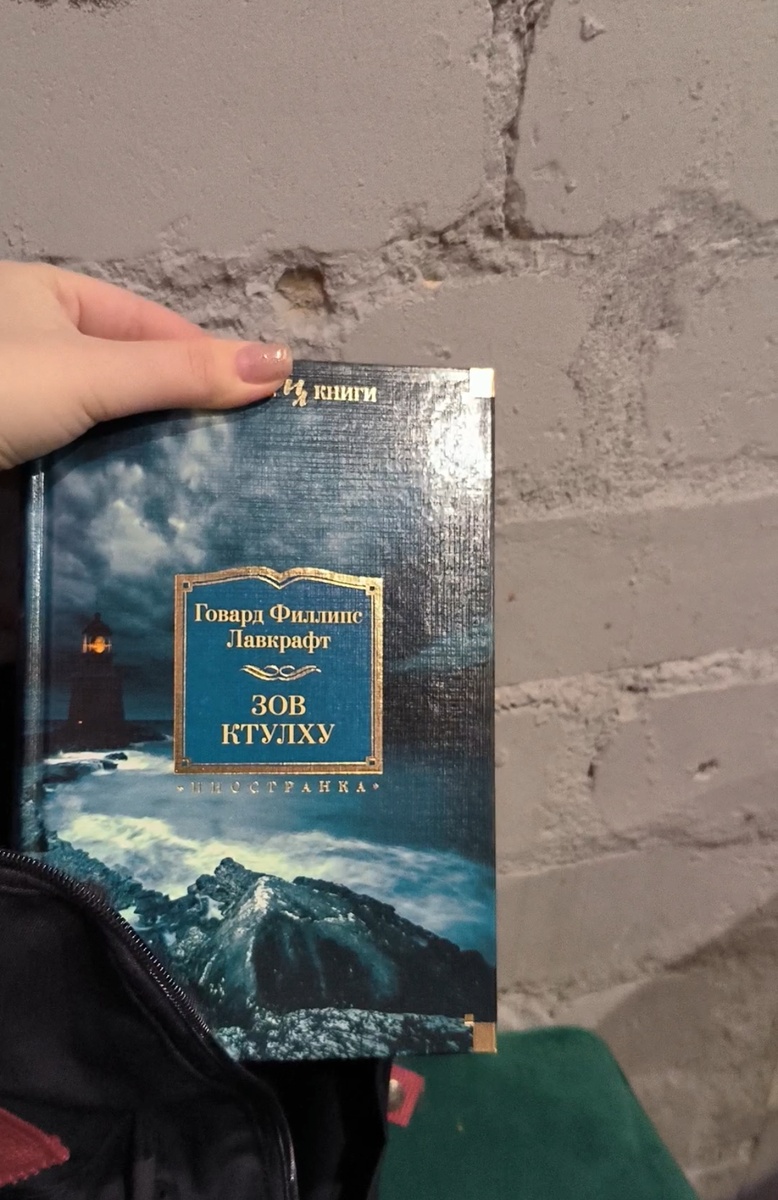 КНИГИ
Говард Филлипс
Лавкрафт
ЗОВ
КТУЛХУ
ИНОСТРАНКА